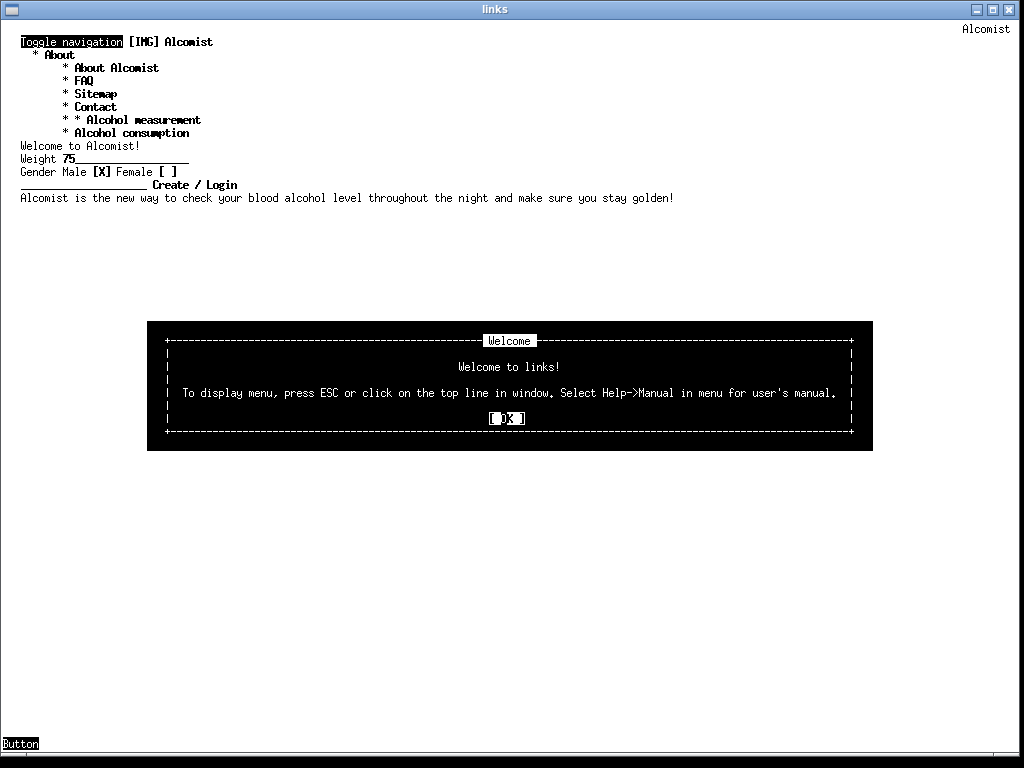 links
Alcomist
Toggle navigation [IMG] Alcomist
* About
* About Alcomist
* FAQ
* Sitemap
* Contact
* * Alcohol measurement
* Alcohol consumption
Welcome to Alcomist!
Weight 75___________________
Gender Male [X] Female [ ]
_____________________ Create / Login
Alcomist is the new way to check your blood alcohol level throughout the night and make sure you stay golden!
Welcome
Welcome to links!
To display menu, press ESC or click on the top line in window. Select Help->Manual in menu for user's manual.
[ OK ]
Button